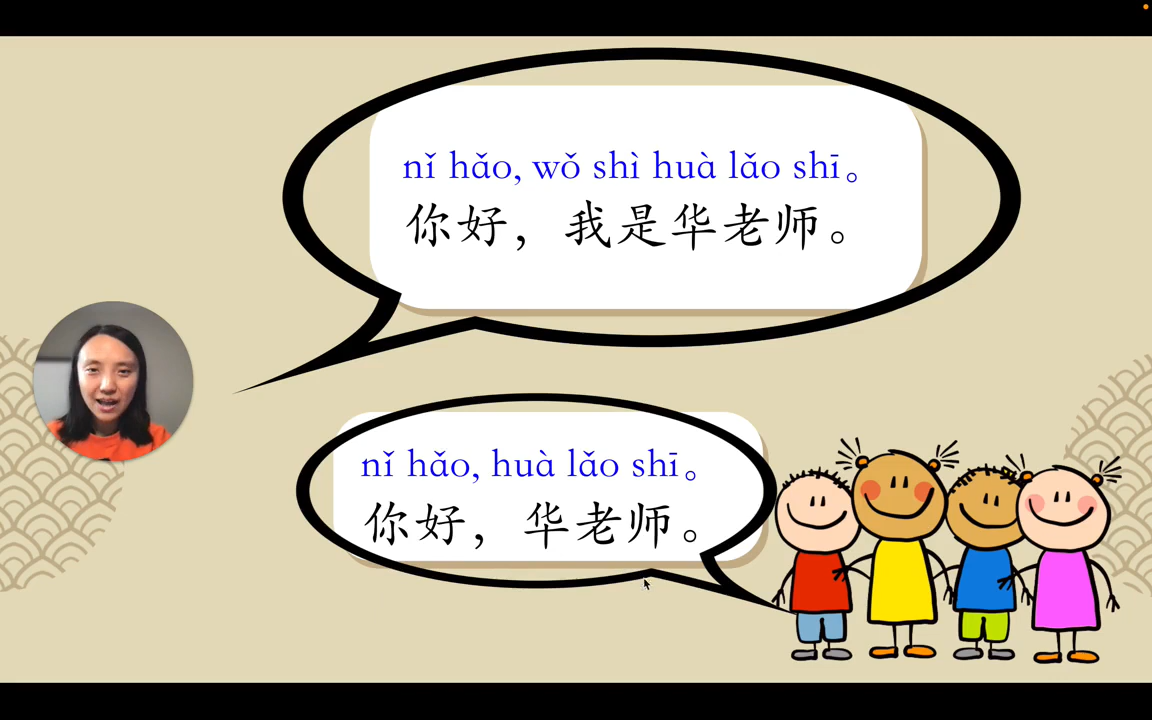 nǐ hǎo, wǒ shì huà lǎo shī。
你好，我是华老师。
nǐ hǎo, huà lǎo shī。
你好，华老师。